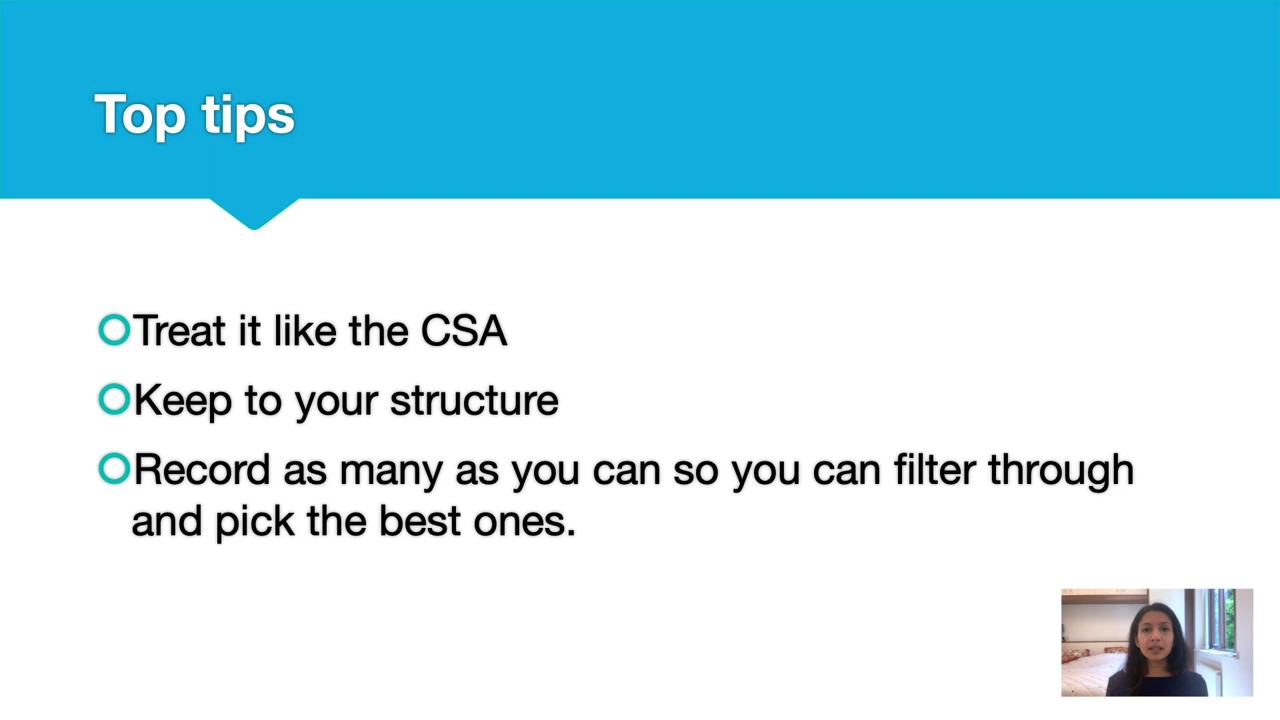 Top tips
Treat it like the CSA
Keep to your structure
Record as many as you can so you can filter through
and pick the best ones.